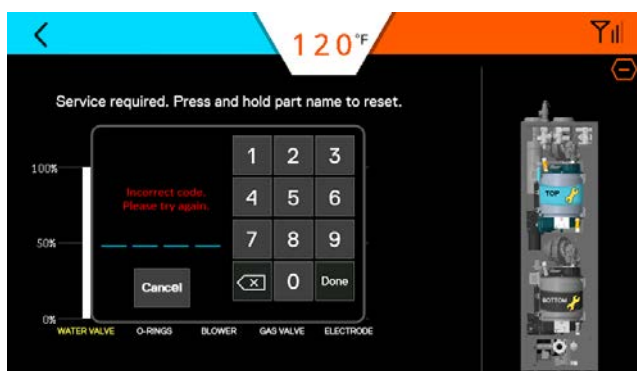 120°F
Service required. Press and hold part name to reset.
100%
50%
0%
Incorrect code.
Please try again.
1 2 3
4 5 6
7 8 9
0 Done
Cancel
WATER VALVE O-RINGS BLOWER GAS VALVE ELECTRODE
TOP
BOTTOM